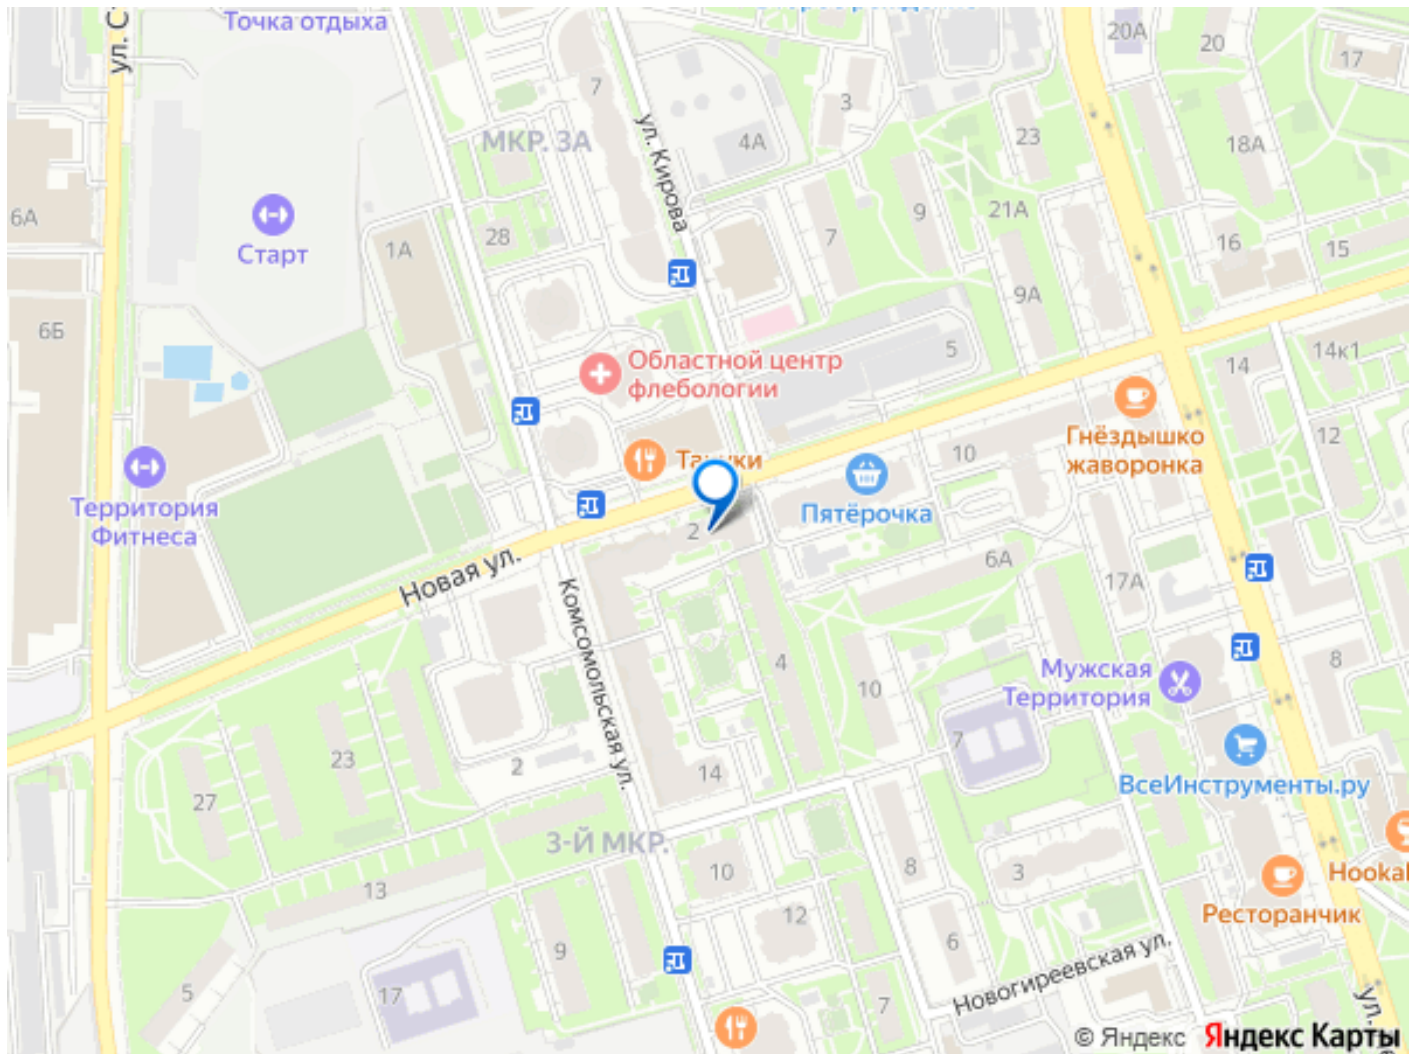 Точка отдыха
ул. С
20А
20
17
7
3
ул. Кирова
МКР. 3А
4А
23
18А
6А
9
21А
Старт
1А
28
7
16
15
9А
6Б
5
14к1
14
Областной центр
флебологии
Гнёздышко
жаворонка
12
10
Территория
Фитнеса
Пятёрочка
2
Новая ул.
6А
17А
Комсомольская ул.
4
10
8
Мужская
Территория
7
23
2
14
ВсеИнструменты.ру
27
3-Й МКР.
13
10
8
3
Hookal
12
Ресторанчик
9
6
5
17
7
Новогиреевская ул.
ул.
© Яндекс Яндекс Карты